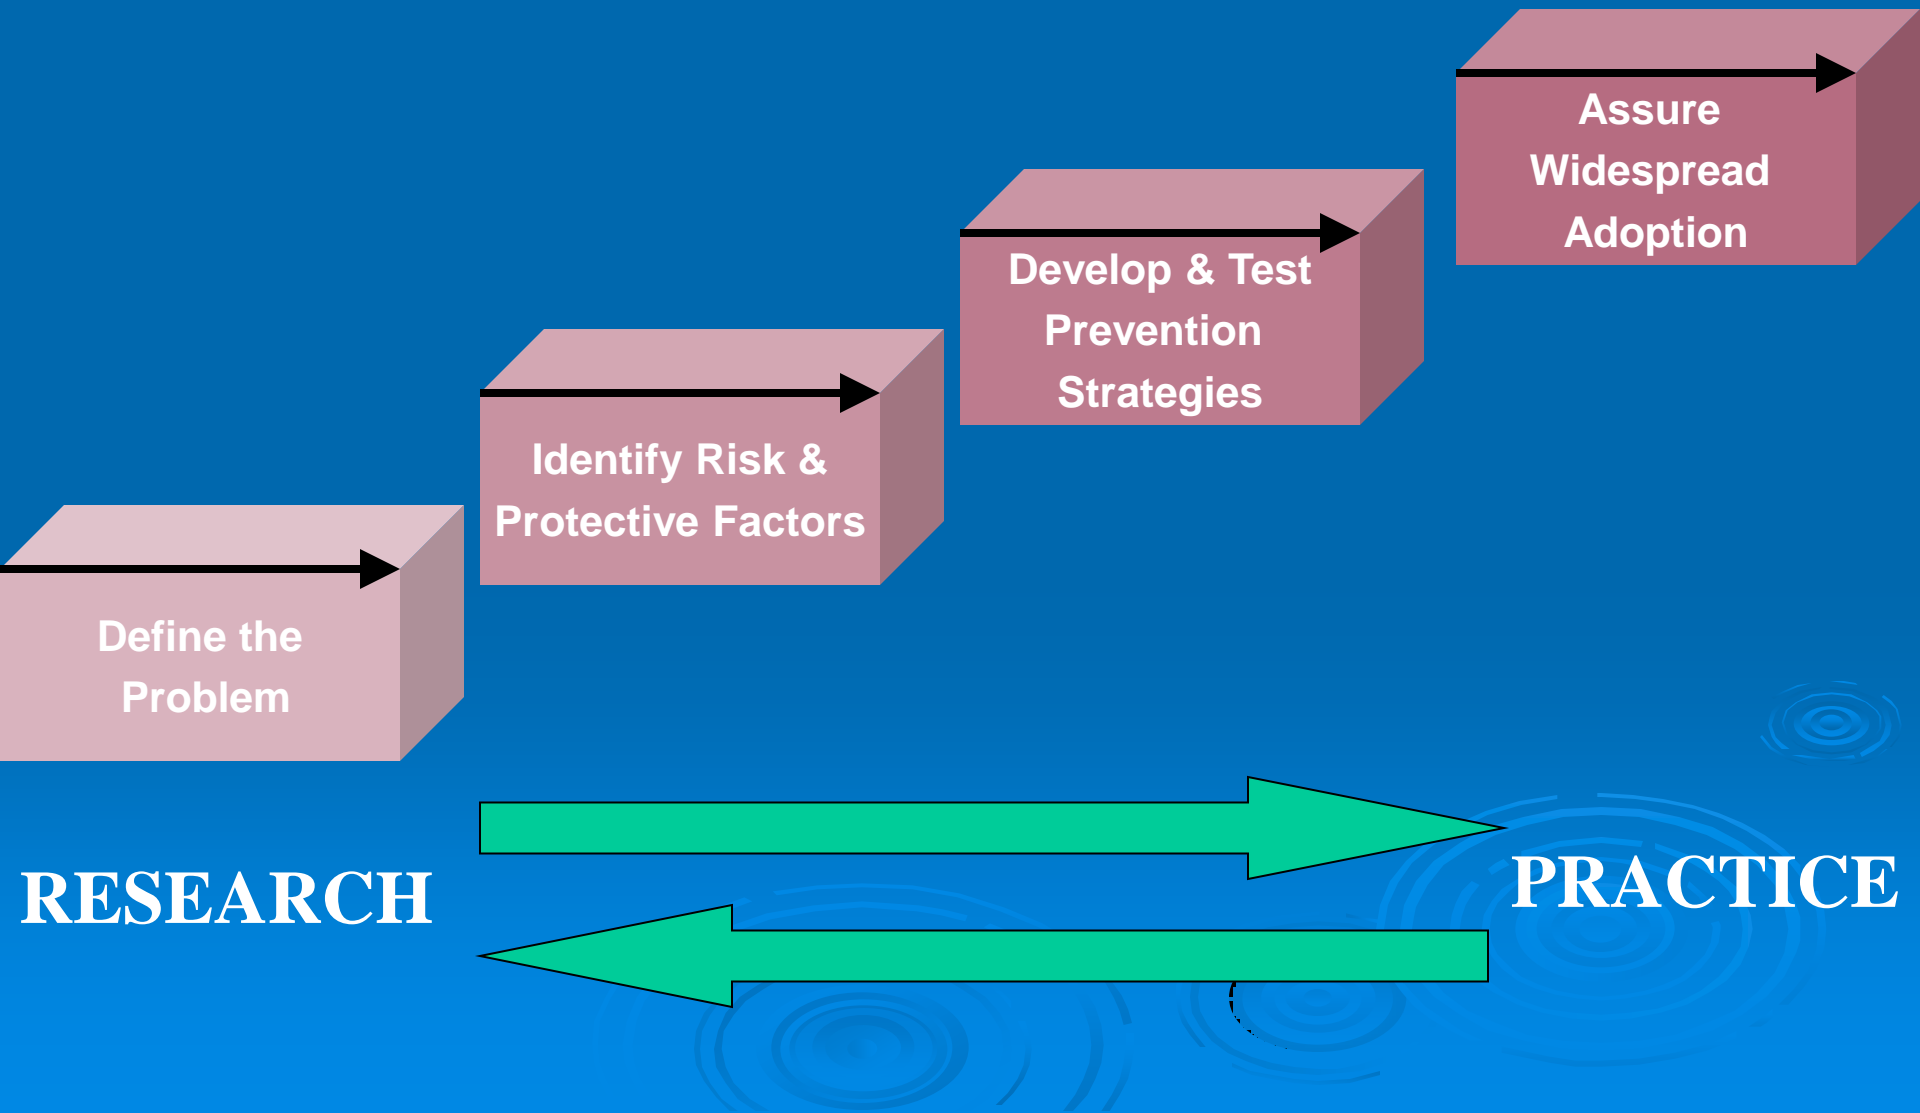 Define the
Problem
Identify Risk &
Protective Factors
Develop & Test
Prevention
Strategies
Assure
Widespread
Adoption
RESEARCH
PRACTICE